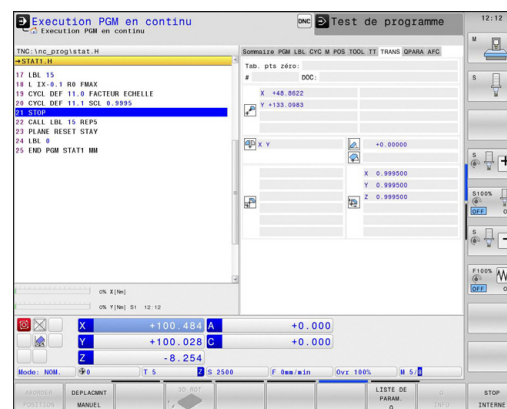 Execution PGM en continu
Execution PGM en continu
DNC
Test de programme
12:12
TNC:\nc_prog\stat.H
→STAT1.H
17 LBL 15
18 L IX-0.1 R0 FMAX
19 CYCL DEF 11.0 FACTEUR ECHELLE
20 CYCL DEF 11.1 SCL 0.9995
21 STOP
22 CALL LBL 15 REP5
23 PLANE RESET STAY
24 LBL 0
25 END PGM STAT1 MM
Sommaire PGM LBL CYC M POS TOOL TT TRANS QPARA AFC
Tab. pts zéro:
# DOC:
X +48.8022
Y +133.0983
X Y
+0.00000
X 0.999500
Y 0.999500
Z 0.999500
M
S
S
S100%
OFF
S
F100%
OFF
0% X[Nm]
0% Y[Nm] S1 12:12
X +100.484 A +0.000
Y +100.028 C +0.000
Z -8.254
Mode: NOM. 0 T 5 Z S 2500 F 0mm/min Ovr 100% M 5/
DEPLACMNT
MANUEL
3D ROT
LISTE DE
PARAM.
Q
INFO
STOP
INTERNE